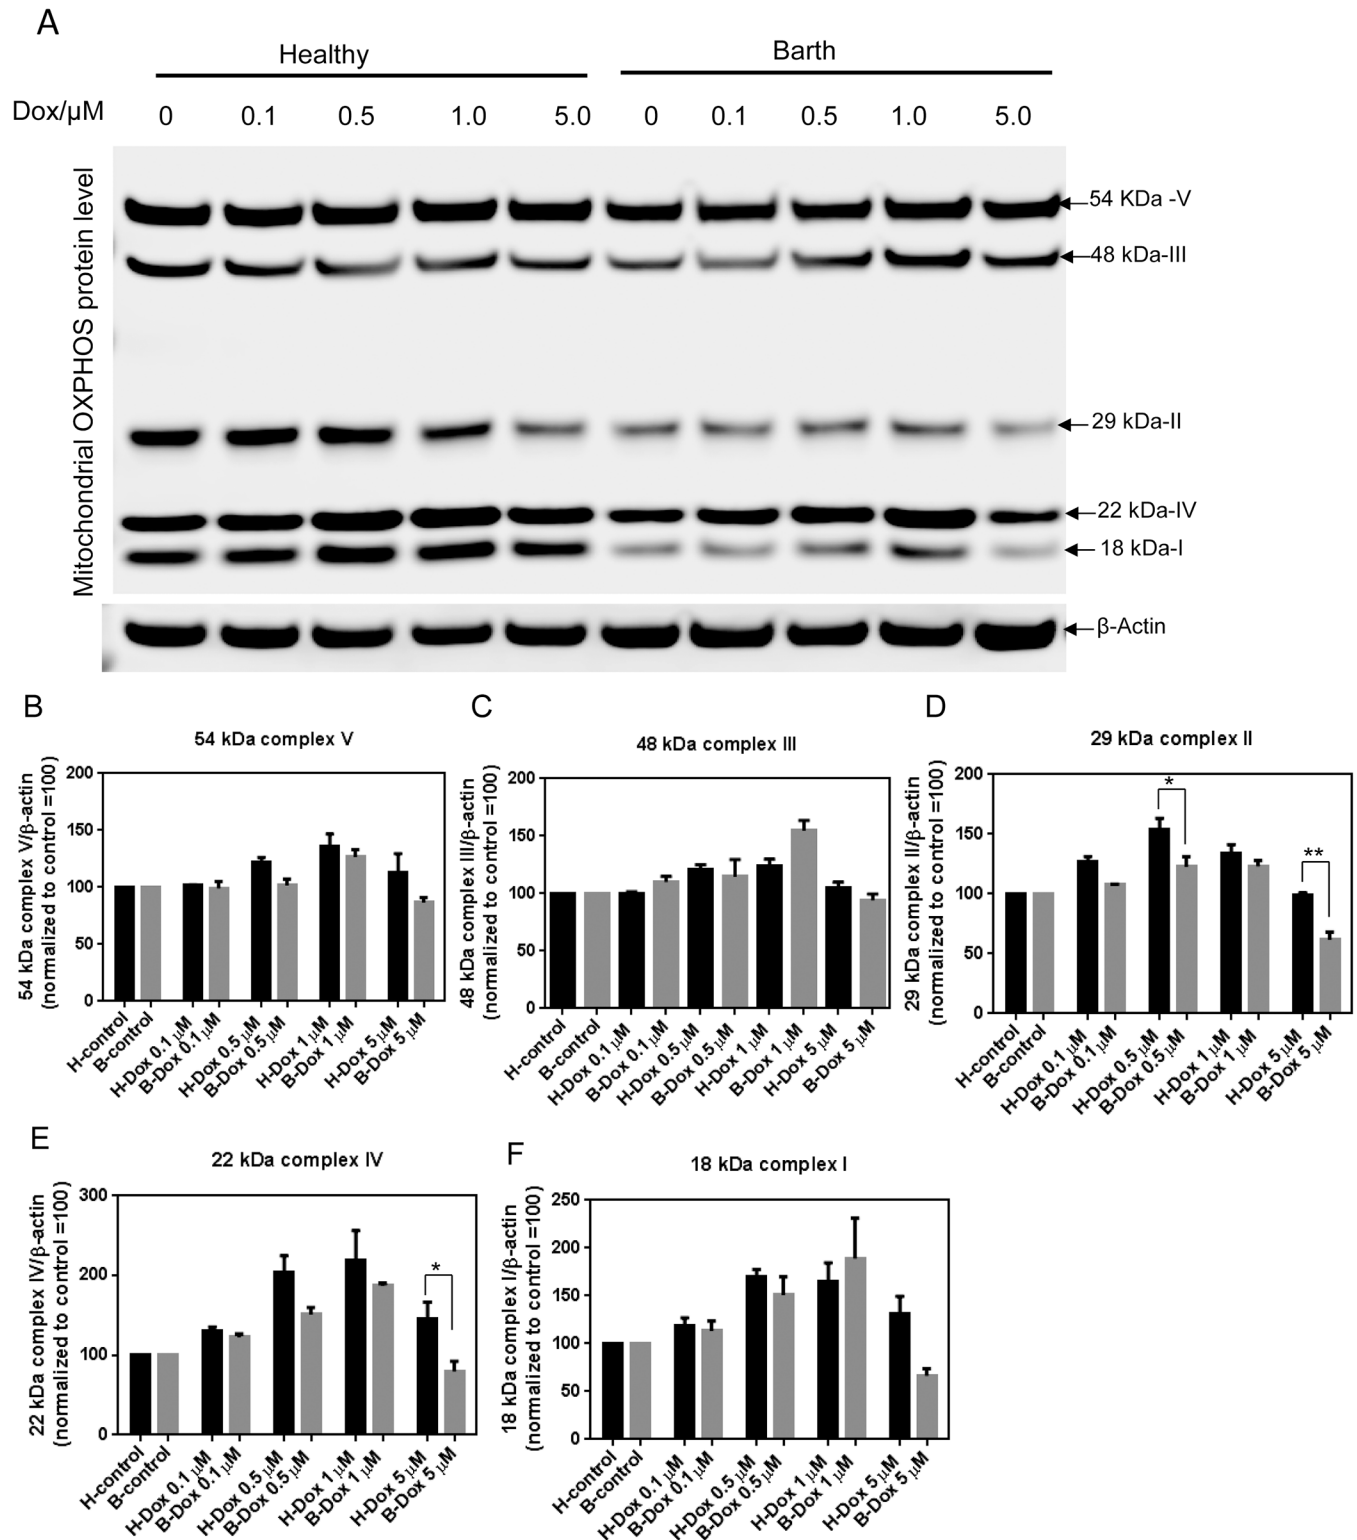 A
Healthy
Barth
Dox/μM
0 0.1 0.5 1.0 5.0 0 0.1 0.5 1.0 5.0
Mitochondrial OXPHOS protein level
54 KDa -V
48 kDa-III
29 kDa-II
22 kDa-IV
18 kDa-I
β-Actin
B
54 kDa complex V
54 kDa complex V/β-actin
(normalized to control =100)
200
150
100
50
0
H-control
B-control
H-Dox 0.1 μM
B-Dox 0.1 μM
H-Dox 0.5 μM
B-Dox 0.5 μM
H-Dox 1 μM
B-Dox 1 μM
H-Dox 5 μM
B-Dox 5 μM
C
48 kDa complex III
48 kDa complex III/β-actin
(normalized to control =100)
200
150
100
50
0
H-control
B-control
H-Dox 0.1 μM
B-Dox 0.1 μM
H-Dox 0.5 μM
B-Dox 0.5 μM
H-Dox 1 μM
B-Dox 1 μM
H-Dox 5 μM
B-Dox 5 μM
D
29 kDa complex II
29 kDa complex II/β-actin
(normalized to control =100)
200
150
100
50
0
*
**
H-control
B-control
H-Dox 0.1 μM
B-Dox 0.1 μM
H-Dox 0.5 μM
B-Dox 0.5 μM
H-Dox 1 μM
B-Dox 1 μM
H-Dox 5 μM
B-Dox 5 μM
E
22 kDa complex IV
22 kDa complex IV/β-actin
(normalized to control =100)
300
200
100
0
*
H-control
B-control
H-Dox 0.1 μM
B-Dox 0.1 μM
H-Dox 0.5 μM
B-Dox 0.5 μM
H-Dox 1 μM
B-Dox 1 μM
H-Dox 5 μM
B-Dox 5 μM
F
18 kDa complex I
18 kDa complex I/β-actin
(normalized to control =100)
250
200
150
100
50
0
H-control
B-control
H-Dox 0.1 μM
B-Dox 0.1 μM
H-Dox 0.5 μM
B-Dox 0.5 μM
H-Dox 1 μM
B-Dox 1 μM
H-Dox 5 μM
B-Dox 5 μM